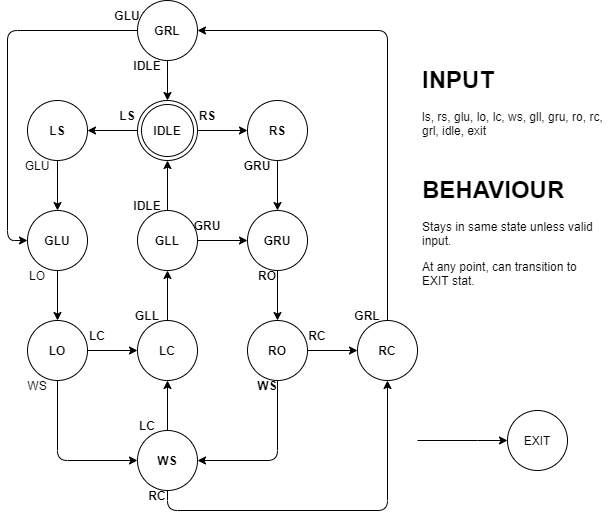 GLU
GRL
IDLE
LS
LS
IDLE
RS
RS
GLU
GRU
IDLE
GLU
GLL
GRU
GRU
LO
RO
GLL
GRL
LO
LC
LC
RO
RC
RC
WS
WS
LC
WS
RC
INPUT
ls, rs, glu, lo, lc, ws, gll, gru, ro, rc,
grl, idle, exit
BEHAVIOUR
Stays in same state unless valid
input.
At any point, can transition to
EXIT stat.
EXIT